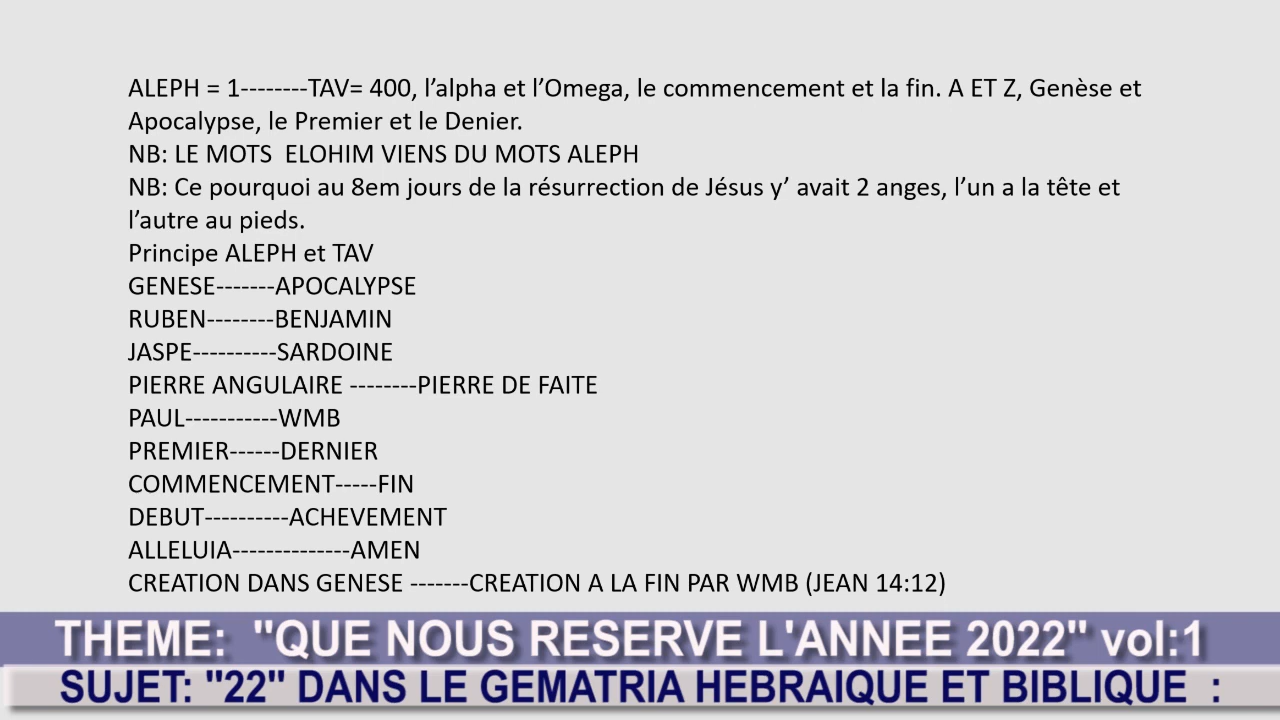 ALEPH = 1--------TAV= 400, l’alpha et l’Omega, le commencement et la fin. A ET Z, Genèse et
Apocalypse, le Premier et le Denier.
NB: LE MOTS  ELOHIM VIENS DU MOTS ALEPH
NB: Ce pourquoi au 8em jours de la résurrection de Jésus y’ avait 2 anges, l’un a la tête et
l’autre au pieds.
Principe ALEPH et TAV
GENESE-------APOCALYPSE
RUBEN--------BENJAMIN
JASPE----------SARDOINE
PIERRE ANGULAIRE --------PIERRE DE FAITE
PAUL-----------WMB
PREMIER------DERNIER
COMMENCEMENT-----FIN
DEBUT----------ACHEVEMENT
ALLELUIA--------------AMEN
CREATION DANS GENESE -------CREATION A LA FIN PAR WMB (JEAN 14:12)
THEME:  "QUE NOUS RESERVE L'ANNEE 2022" vol:1
SUJET: "22" DANS LE GEMATRIA HEBRAIQUE ET BIBLIQUE  :